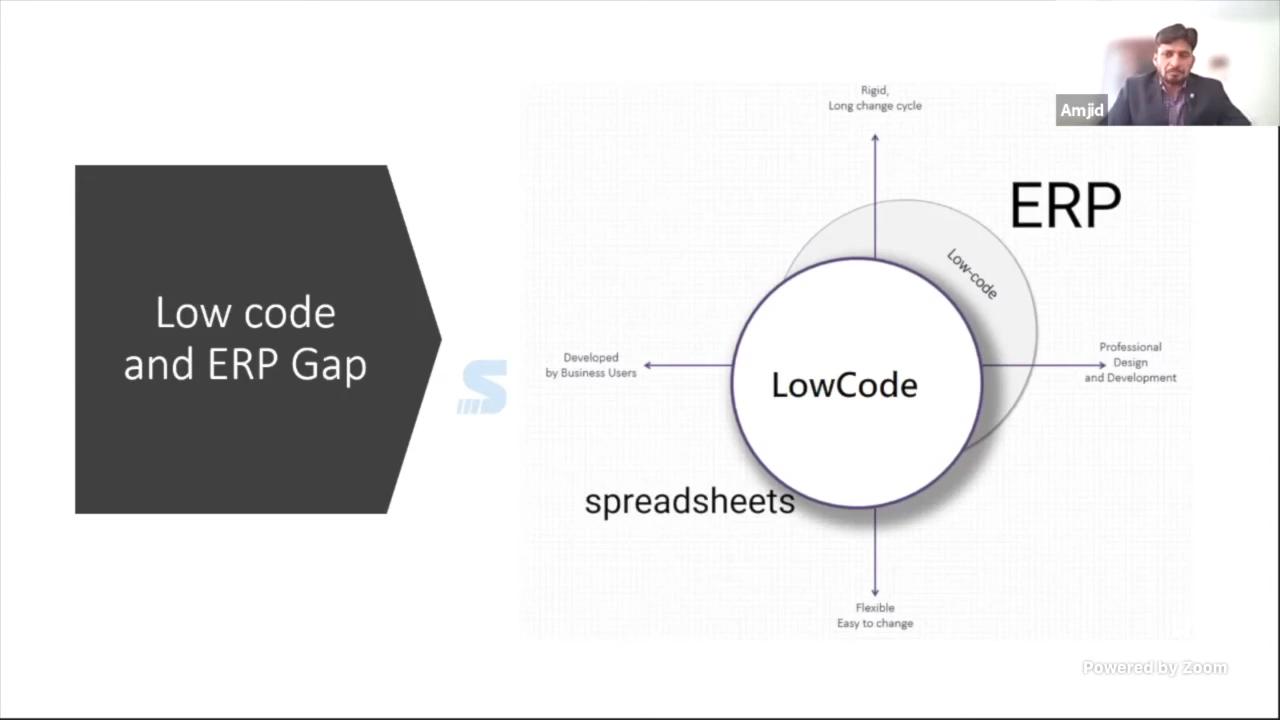 Amjid
Rigid,
Long change cycle
ERP
Low-code
Low code
and ERP Gap
Developed
by Business Users
LowCode
Professional
Design
and Development
spreadsheets
Flexible
Easy to change
Powered by Zoom